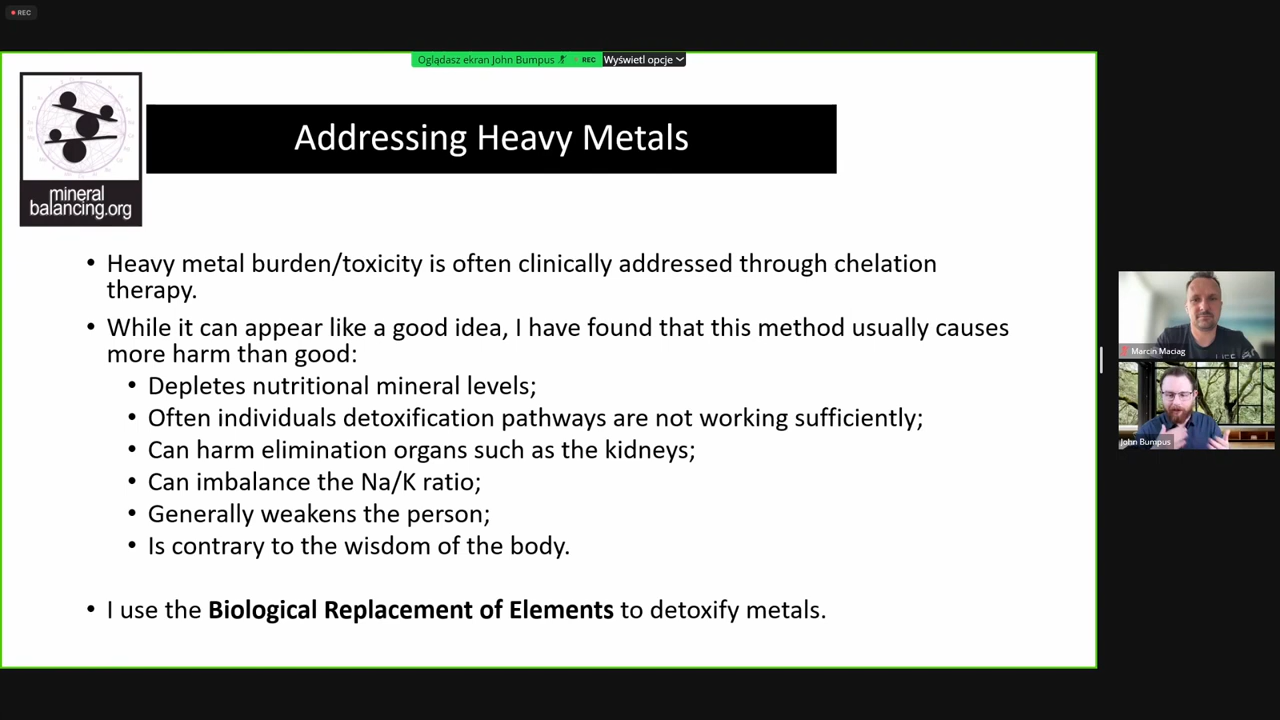 REC
Oglądasz ekran John Bumpus
REC
Wyświetl opcje
mineral
balancing.org
Addressing Heavy Metals
• Heavy metal burden/toxicity is often clinically addressed through chelation
therapy.
• While it can appear like a good idea, I have found that this method usually causes
more harm than good:
• Depletes nutritional mineral levels;
• Often individuals detoxification pathways are not working sufficiently;
• Can harm elimination organs such as the kidneys;
• Can imbalance the Na/K ratio;
• Generally weakens the person;
• Is contrary to the wisdom of the body.
• I use the Biological Replacement of Elements to detoxify metals.
Marcin Maciag
John Bumpus